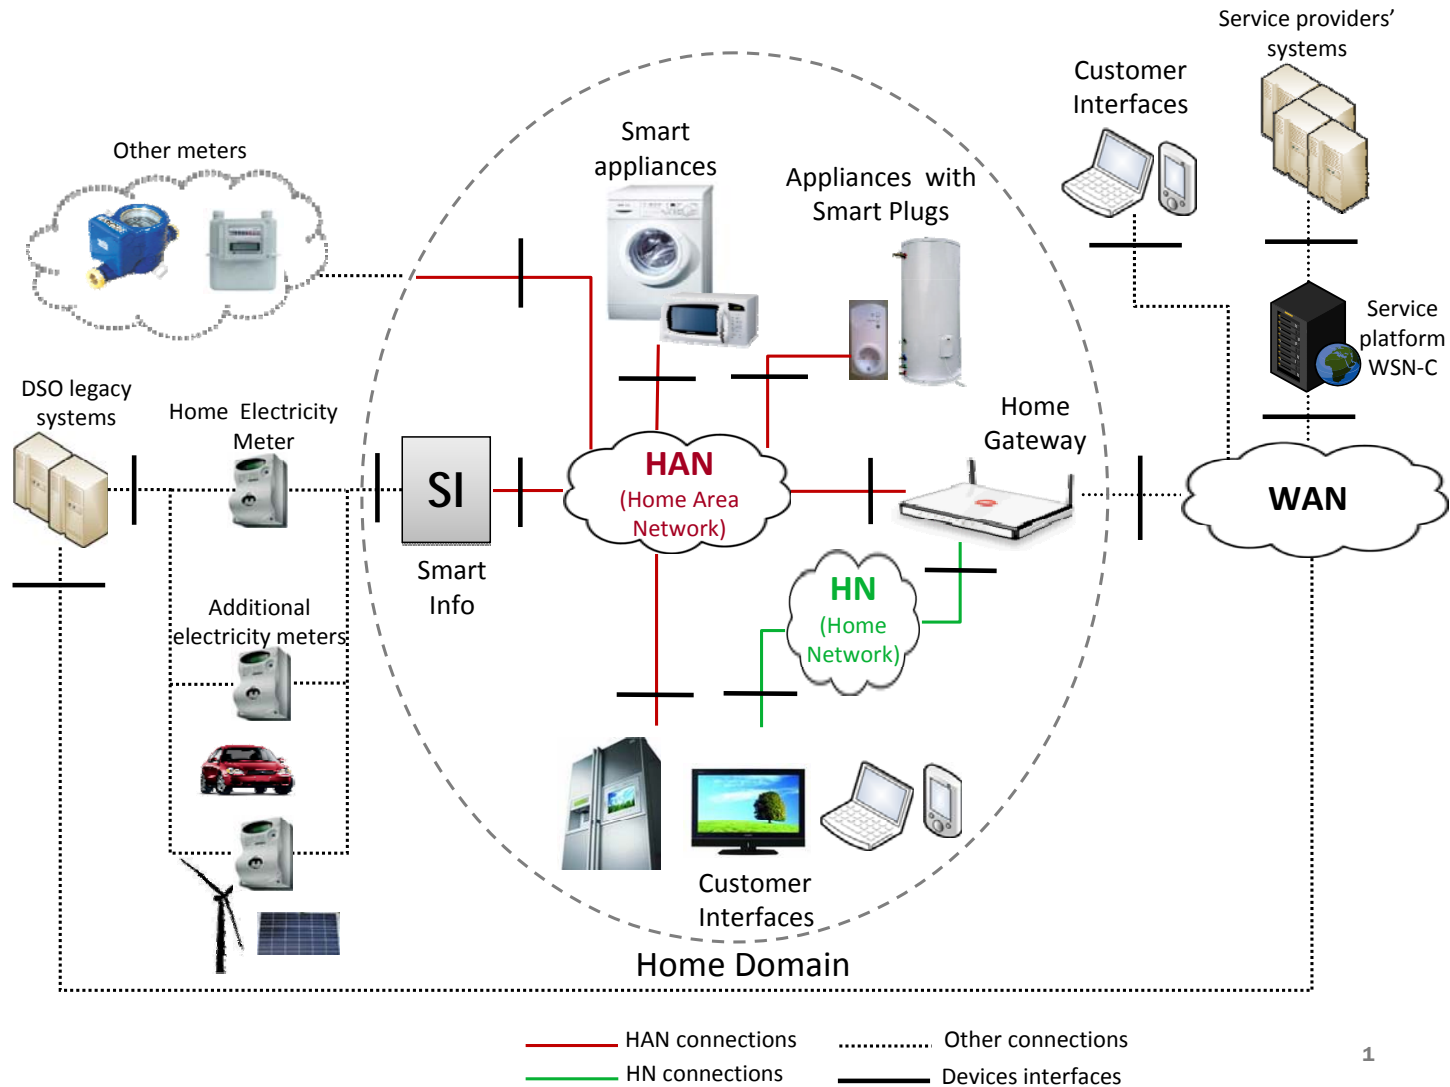 Service providers’
systems
Customer
Interfaces
Smart
appliances
Other meters
Appliances with
Smart Plugs
Service
platform
WSN-C
DSO legacy
systems
Home Electricity
Meter
Home
Gateway
HAN
(Home Area
Network)
SI
WAN
Smart
Info
HN
(Home
Network)
Additional
electricity meters
Customer
Interfaces
Home Domain
HAN connections
Other connections
HN connections
Devices interfaces
1